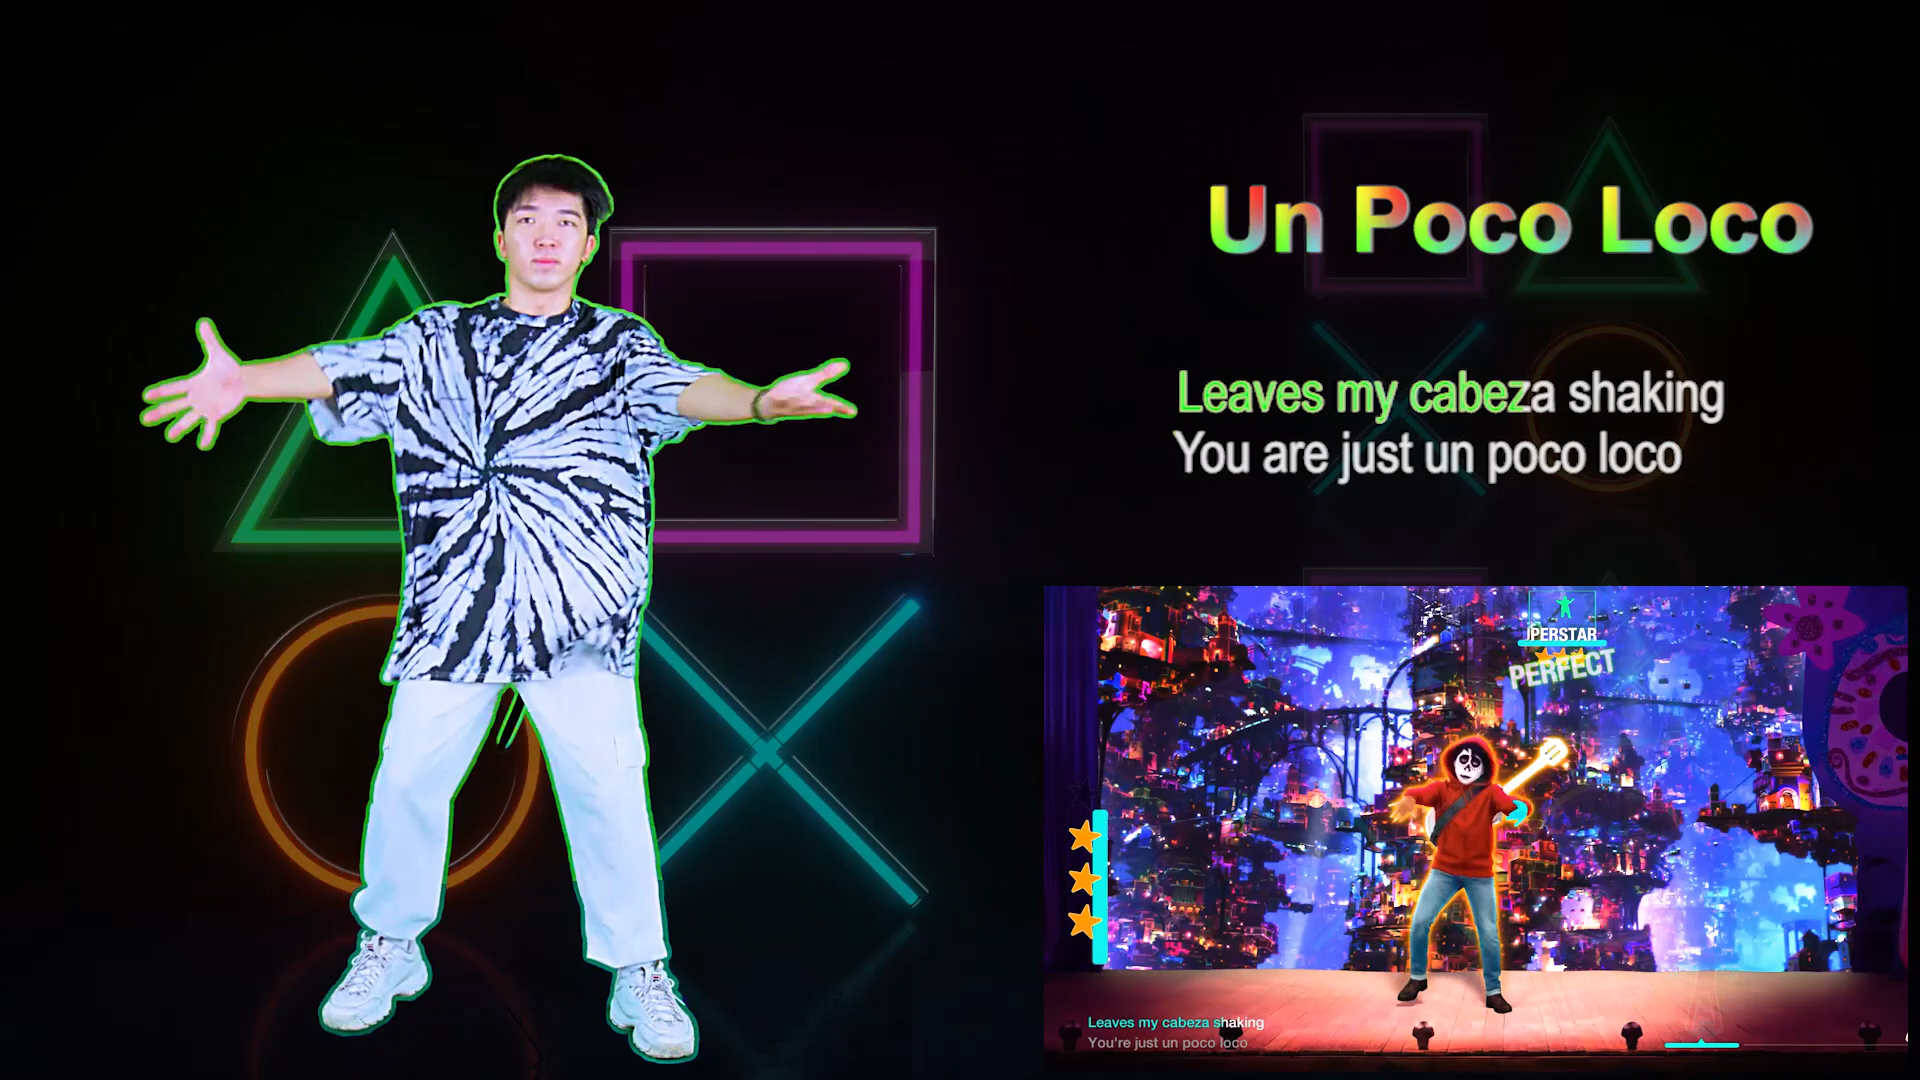 Un Poco Loco
Leaves my cabeza shaking
You are just un poco loco
PERSTAR
PERFECT
Leaves my cabeza shaking
You're just un poco loco